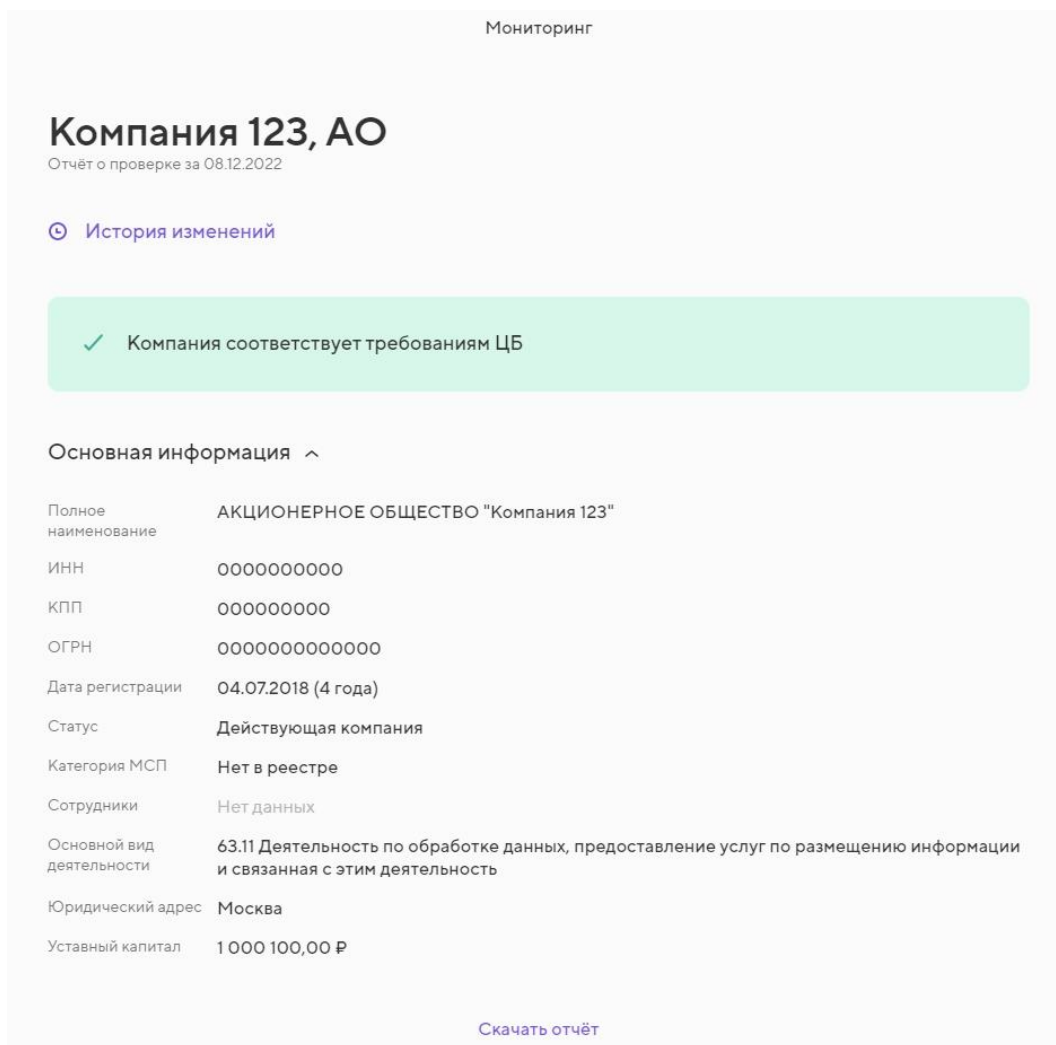 Мониторинг
Компания 123, АО
Отчёт о проверке за 08.12.2022
История изменений
Компания соответствует требованиям ЦБ
Основная информация
Полное наименование
АКЦИОНЕРНОЕ ОБЩЕСТВО "Компания 123"
ИНН
0000000000
КПП
000000000
ОГРН
0000000000000
Дата регистрации
04.07.2018 (4 года)
Статус
Действующая компания
Категория МСП
Нет в реестре
Сотрудники
Нет данных
Основной вид
деятельности
63.11 Деятельность по обработке данных, предоставление услуг по размещению информации
и связанная с этим деятельность
Юридический адрес
Москва
Уставный капитал
1 000 100,00 ₽
Скачать отчёт